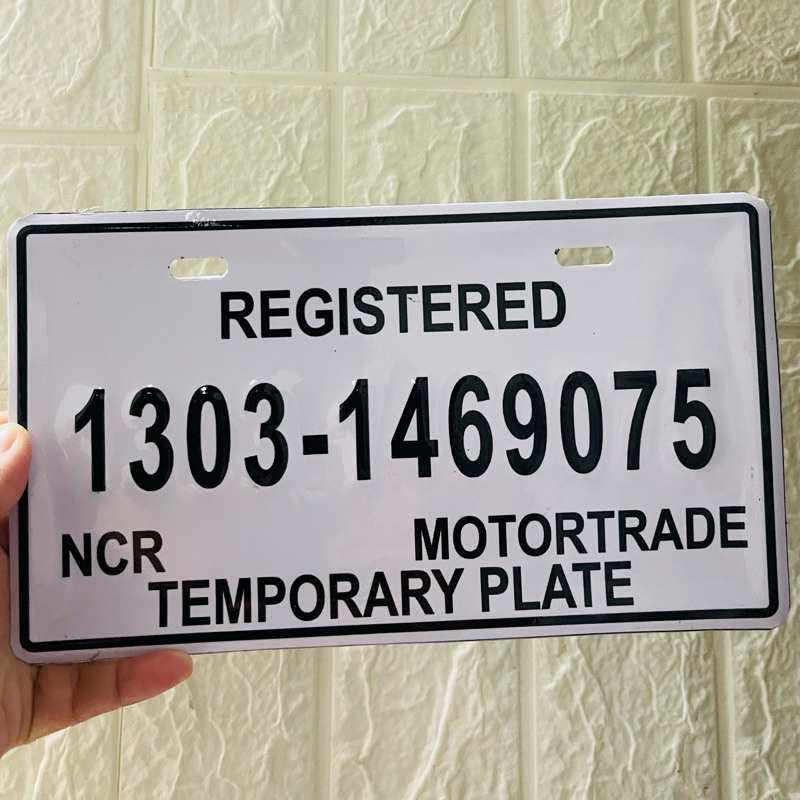 REGISTERED
1303-1469075
NCR MOTORTRADE
TEMPORARY PLATE